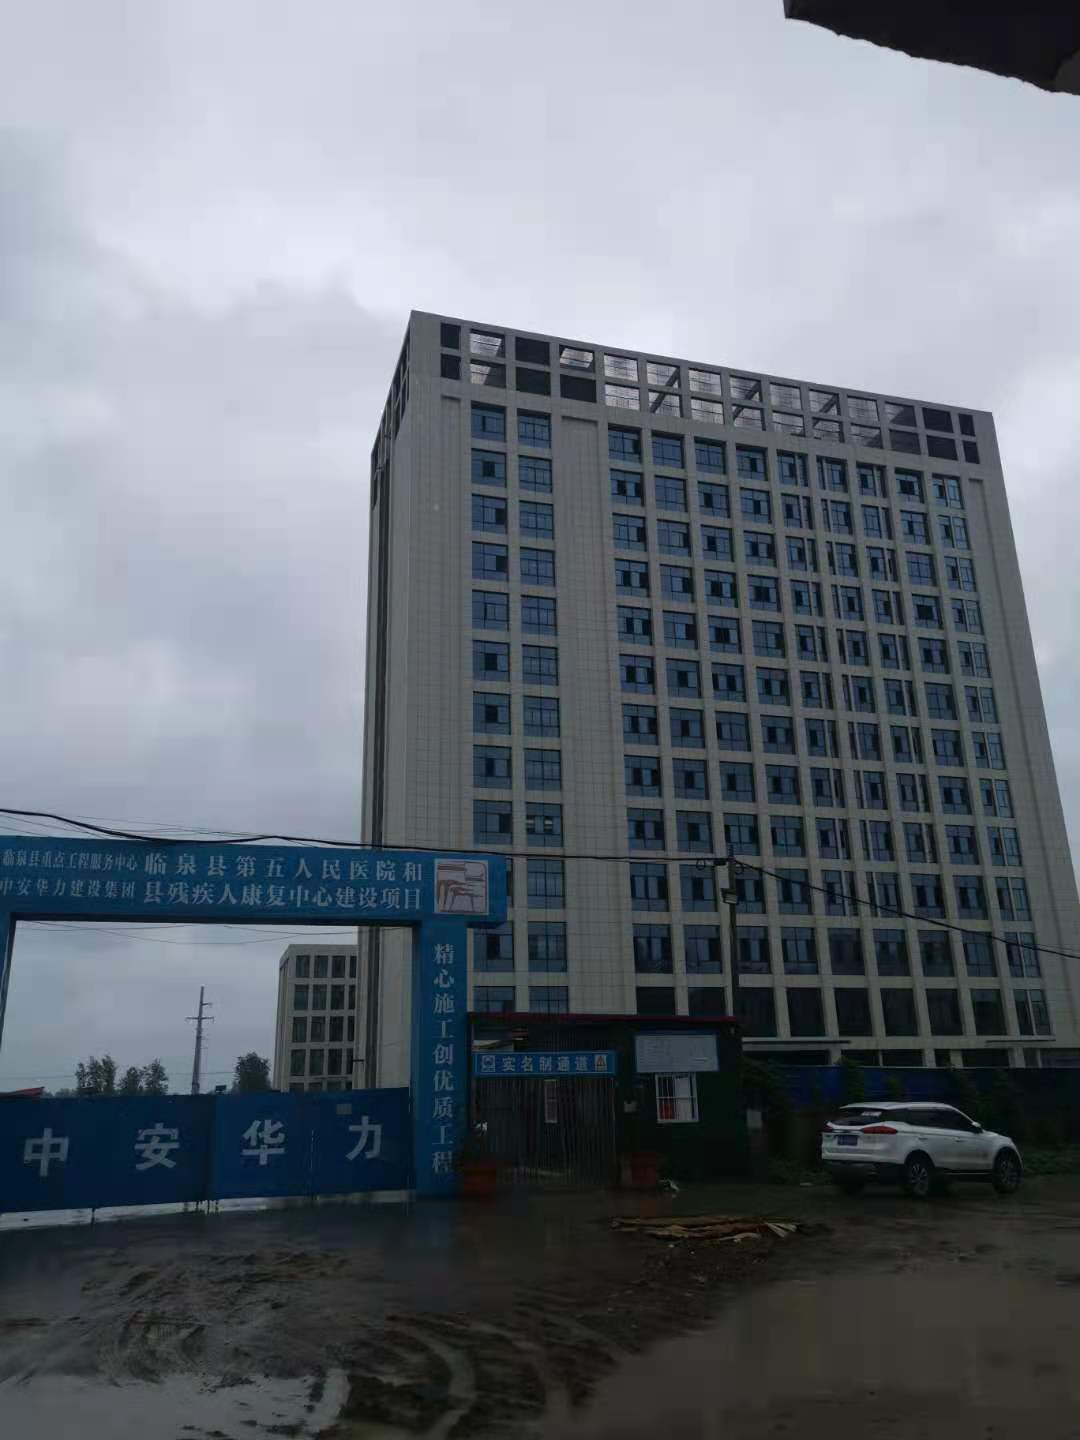 临泉县重点工程服务中心 临泉县第五人民医院和
中安华力建设集团 县残疾人康复中心建设项目
精心施工创优质工程
实名制通道
中安华力